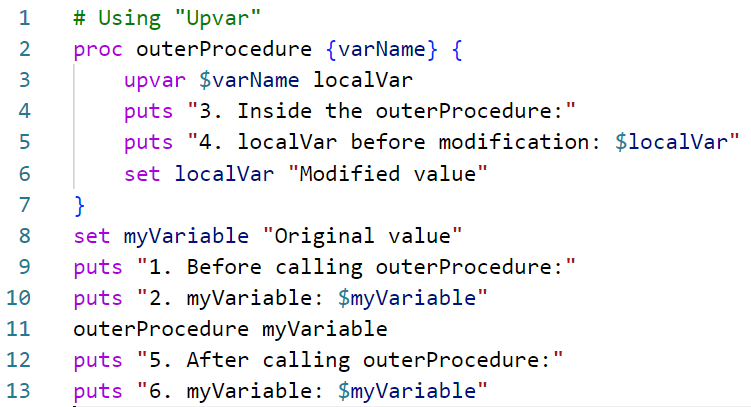 1 # Using "Upvar"
2 proc outerProcedure {varName} {
3     upvar $varName localVar
4     puts "3. Inside the outerProcedure:"
5     puts "4. localVar before modification: $localVar"
6     set localVar "Modified value"
7 }
8 set myVariable "Original value"
9 puts "1. Before calling outerProcedure:"
10 puts "2. myVariable: $myVariable"
11 outerProcedure myVariable
12 puts "5. After calling outerProcedure:"
13 puts "6. myVariable: $myVariable"